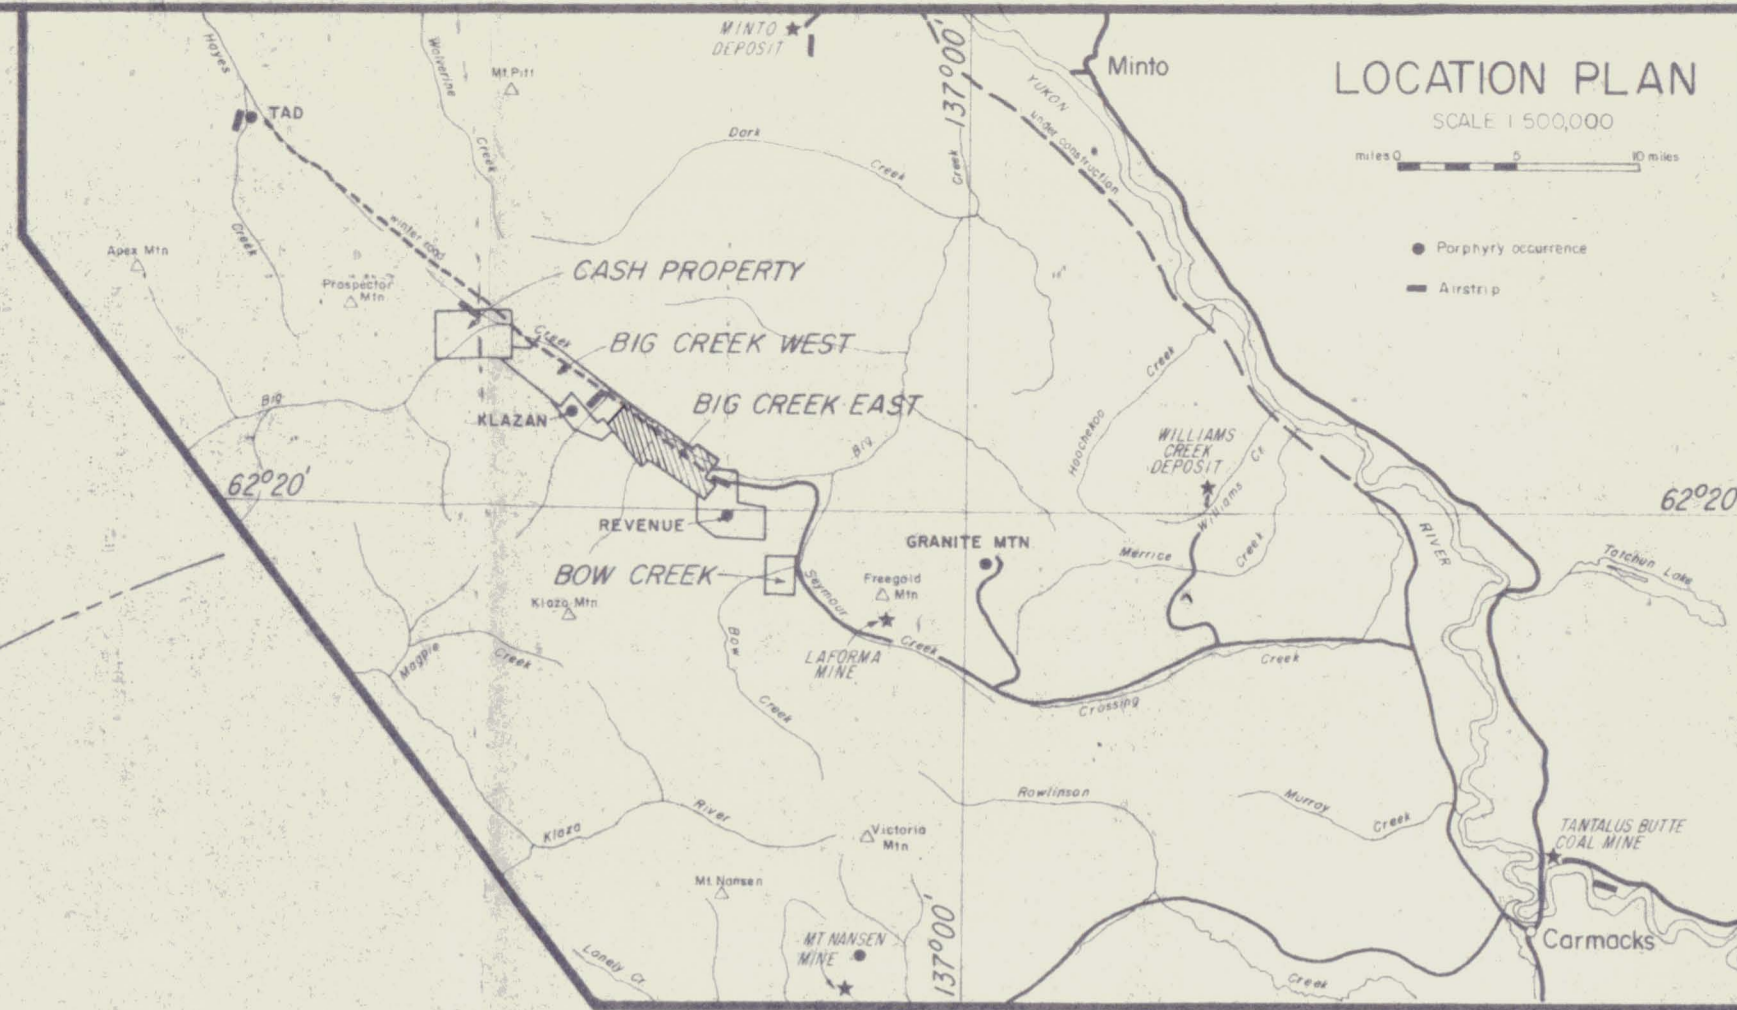 LOCATION PLAN
SCALE 1 500,000
miles 0 5 10 miles
Porphyry occurrence
Airstrip
MINTO
DEPOSIT
137°00'
Minto
YUKON
under construction
Hayes
Wolverine
Mt. Pitt
TAD
Creek
Dark
Creek
Creek
Creek
winter road
Apex Mtn
Prospector
Mtn
CASH PROPERTY
Creek
BIG CREEK WEST
BIG CREEK EAST
Big
KLAZAN
Big
Hoochekoo
Creek
WILLIAMS
CREEK
DEPOSIT
Cr
Williams
62°20'
62°20
REVENUE
GRANITE MTN
Merrice
Creek
RIVER
Tatchun Lake
BOW CREEK
Seymour
Freegold
Mtn
Klaza Mtn
Bow
Creek
LAFORMA
MINE
Creek
Magpie
Creek
Creek
Crossing
Rowlinson
Murray
Creek
Klaza
River
Victoria
Mtn
TANTALUS BUTTE
COAL MINE
Mt. Nansen
MT NANSEN
MINE
137°00'
Carmacks
Lonely Cr
Creek